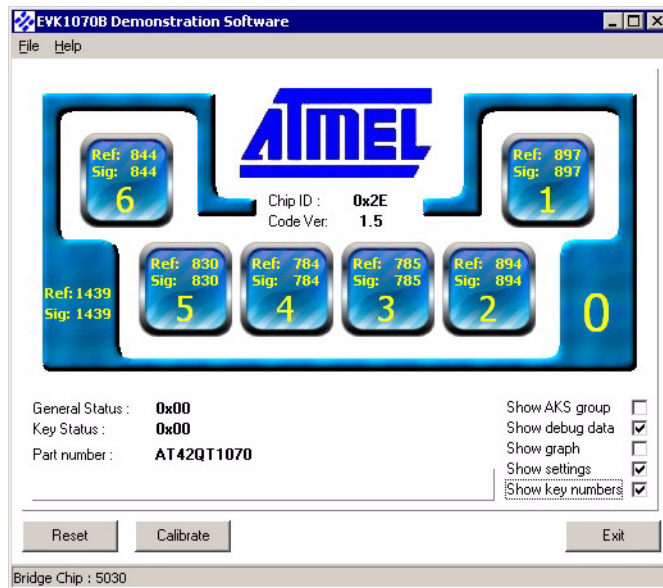 EVK1070B Demonstration Software
File Help
ATMEL
Ref: 844
Sig: 844
6
Ref: 897
Sig: 897
1
Chip ID : 0x2E
Code Ver: 1.5
Ref: 1439
Sig: 1439
Ref: 830
Sig: 830
5
Ref: 784
Sig: 784
4
Ref: 785
Sig: 785
3
Ref: 894
Sig: 894
2
0
General Status : 0x00
Key Status : 0x00
Part number : AT42QT1070
Show AKS group
Show debug data
Show graph
Show settings
Show key numbers
Reset Calibrate Exit
Bridge Chip : 5030